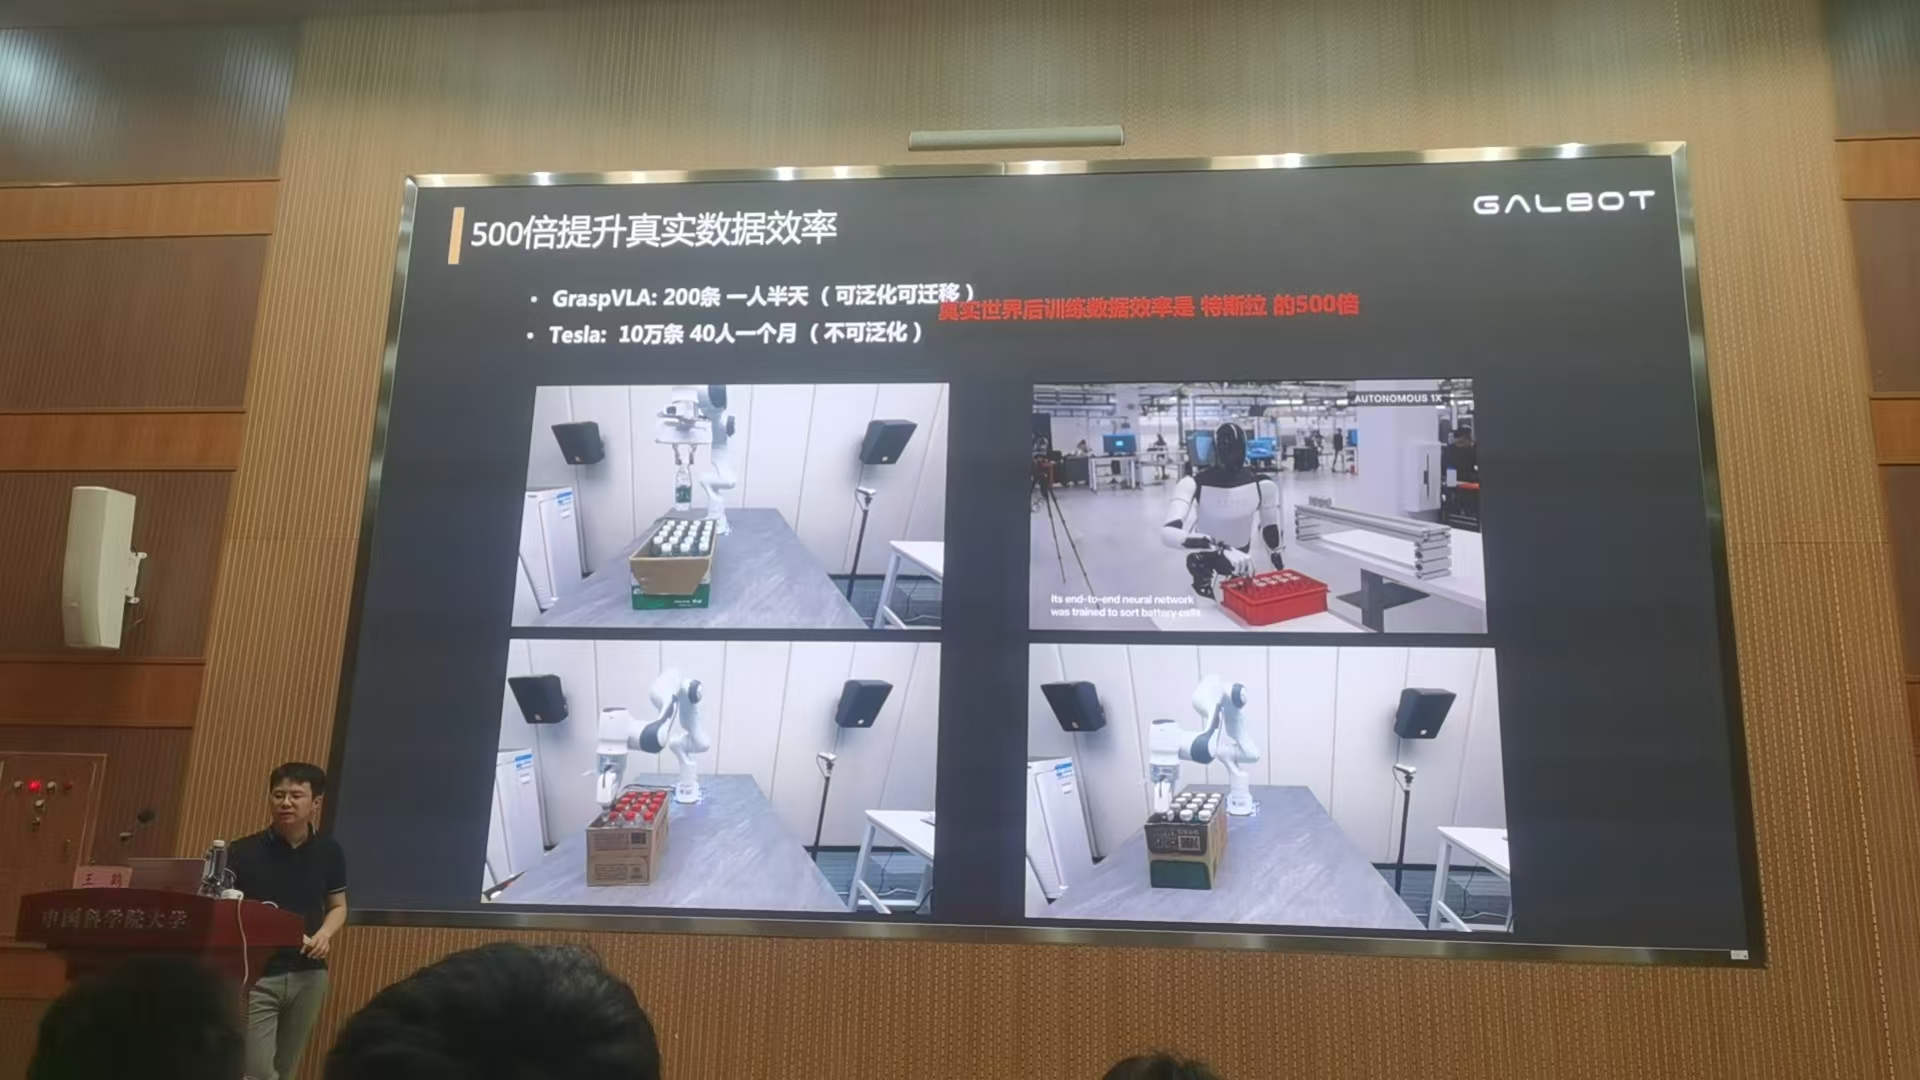 GALBOT
500倍提升真实数据效率
• GraspVLA: 200条 一人半天（可泛化可迁移）
真实世界后训练数据效率是 特斯拉 的500倍
• Tesla: 10万条 40人一个月（不可泛化）
AUTONOMOUS 1X
Its end-to-end neural network
was trained to sort battery cells
王 鹤
中国科学院大学